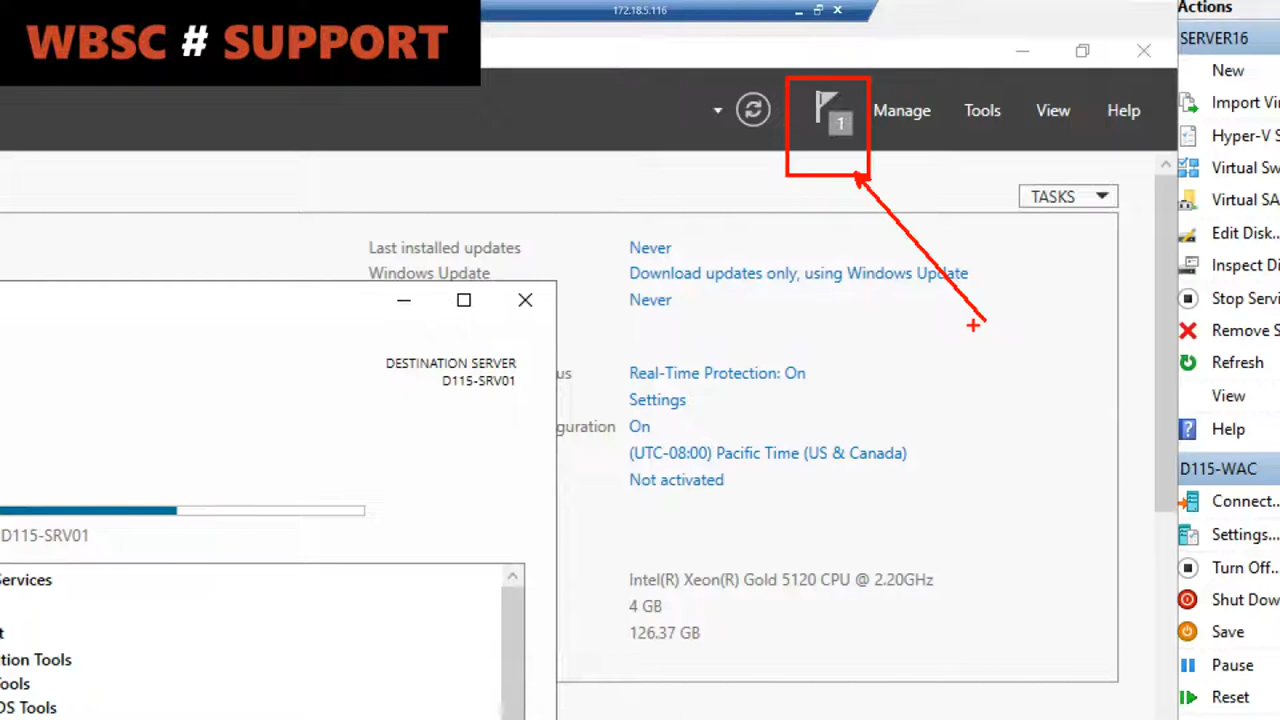 172.18.5.116
WBSC # SUPPORT
1 Manage Tools View Help
TASKS
Last installed updates Never
Windows Update Download updates only, using Windows Update
Never
Real-Time Protection: On
Settings
On
(UTC-08:00) Pacific Time (US & Canada)
Not activated
Intel(R) Xeon(R) Gold 5120 CPU @ 2.20GHz
4 GB
126.37 GB
DESTINATION SERVER
D115-SRV01
D115-SRV01
ervices
t
tion Tools
ools
OS Tools
us
guration
Actions
SERVER16
New
Import Vir
Hyper-V S
Virtual Sw
Virtual SA
Edit Disk...
Inspect Di
Stop Servi
Remove S
Refresh
View
Help
D115-WAC
Connect...
Settings...
Turn Off...
Shut Dow
Save
Pause
Reset